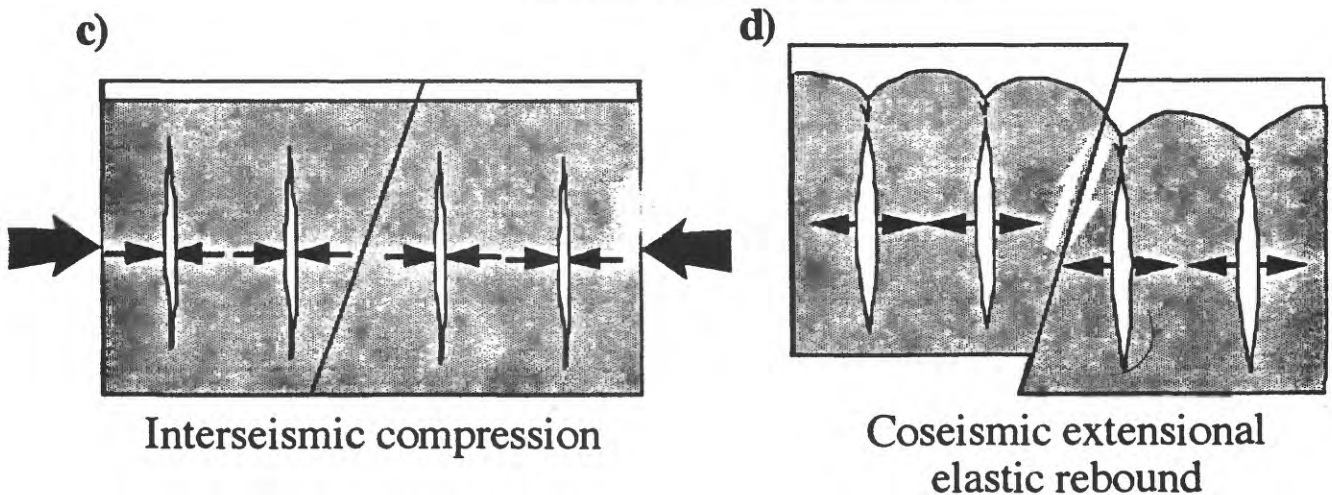 c)
d)
Interseismic compression
Coseismic extensional
elastic rebound